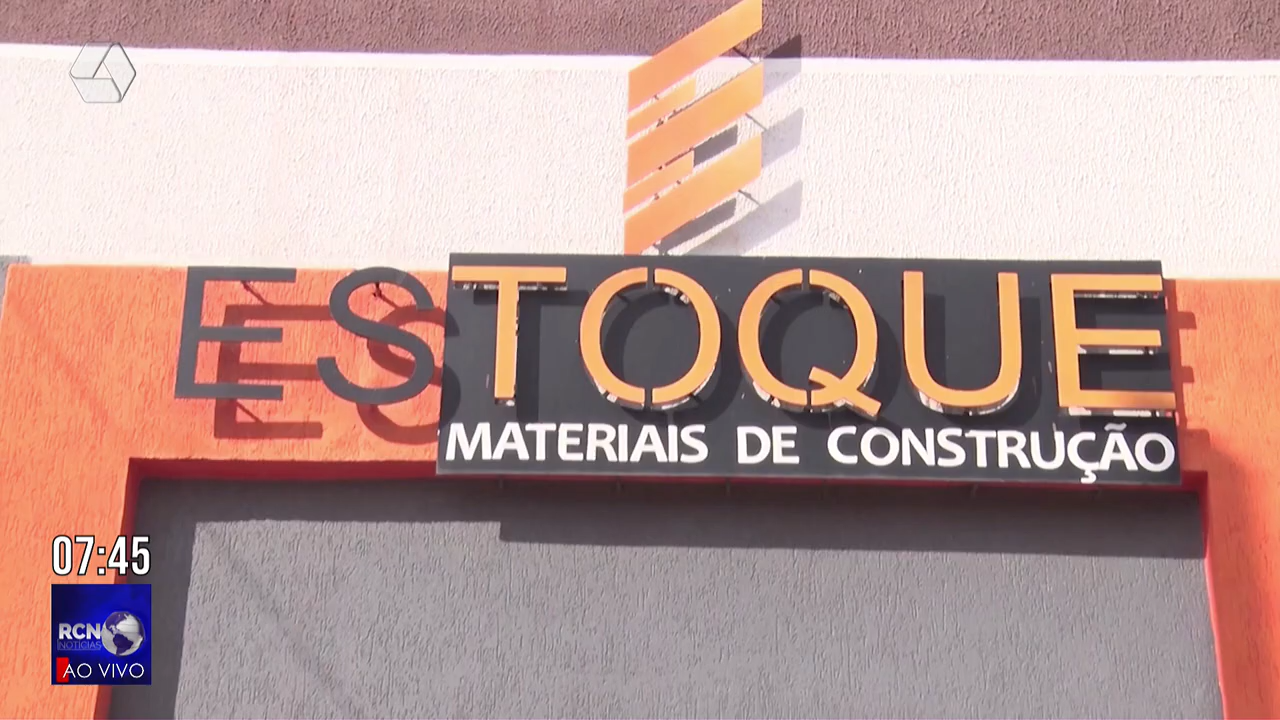 ESTOQUE
MATERIAIS DE CONSTRUÇÃO
07:45
RCN
NOTÍCIAS
AO VIVO